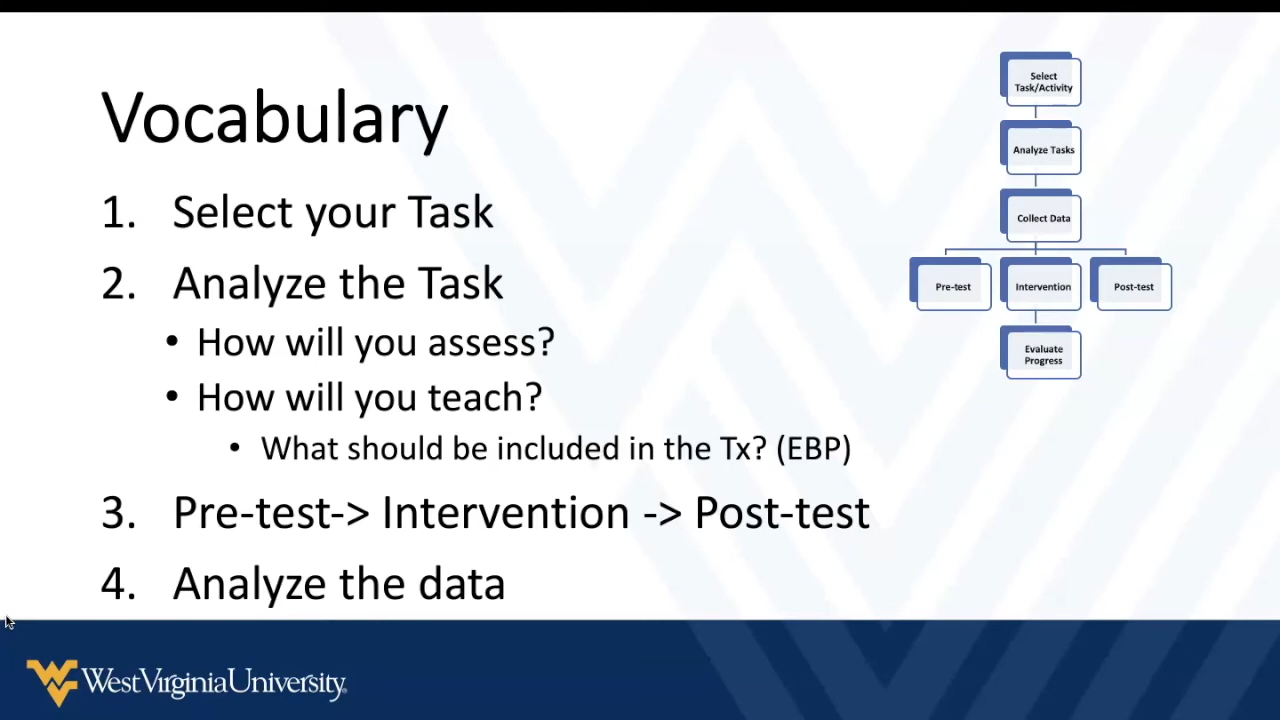 Vocabulary
1. Select your Task
2. Analyze the Task
• How will you assess?
• How will you teach?
• What should be included in the Tx? (EBP)
3. Pre-test-> Intervention -> Post-test
4. Analyze the data
Select
Task/Activity
Analyze Tasks
Collect Data
Pre-test
Intervention
Post-test
Evaluate
Progress
WestVirginiaUniversity.